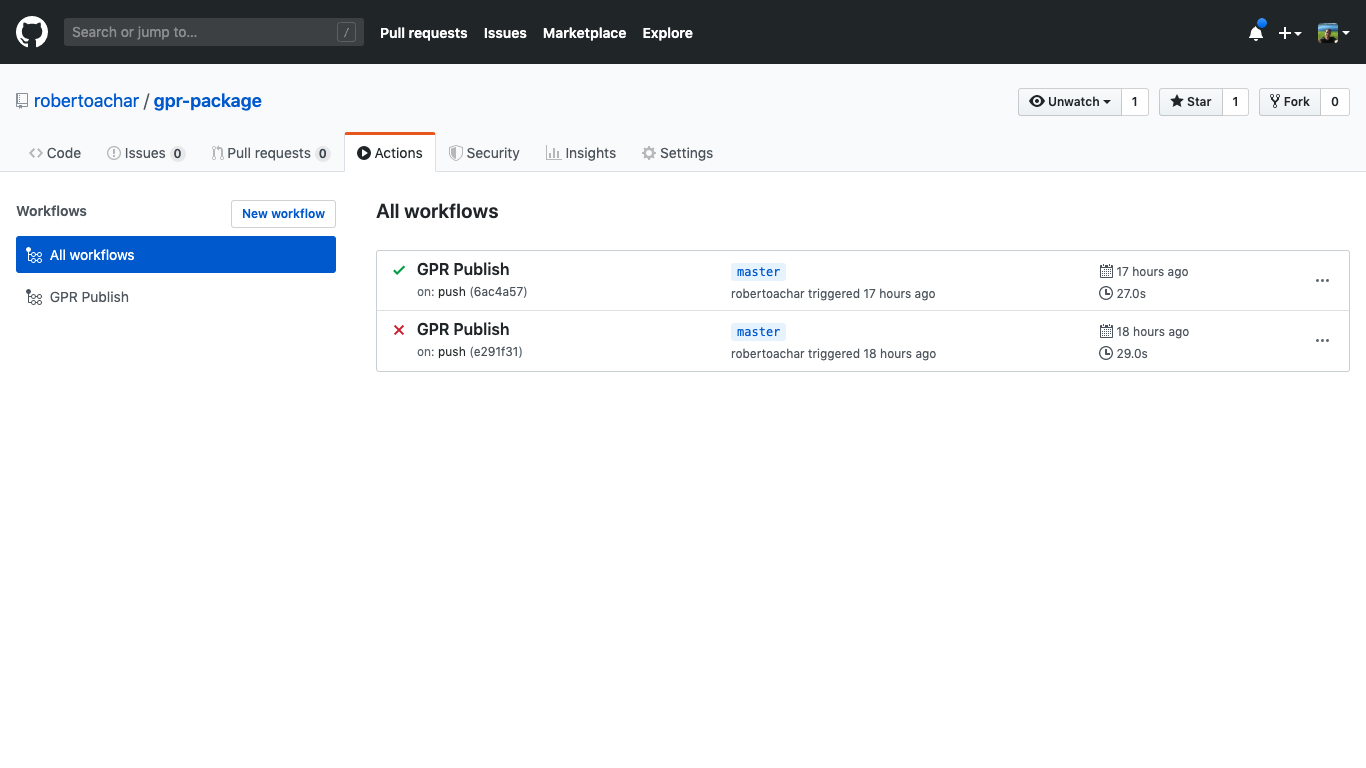 Search or jump to... /
Pull requests Issues Marketplace Explore
robertoachar / gpr-package
Unwatch 1 Star 1 Fork 0
Code Issues 0 Pull requests 0 Actions Security Insights Settings
Workflows
New workflow
All workflows
GPR Publish
All workflows
GPR Publish
on: push (6ac4a57)
master
robertoachar triggered 17 hours ago
17 hours ago
27.0s
GPR Publish
on: push (e291f31)
master
robertoachar triggered 18 hours ago
18 hours ago
29.0s